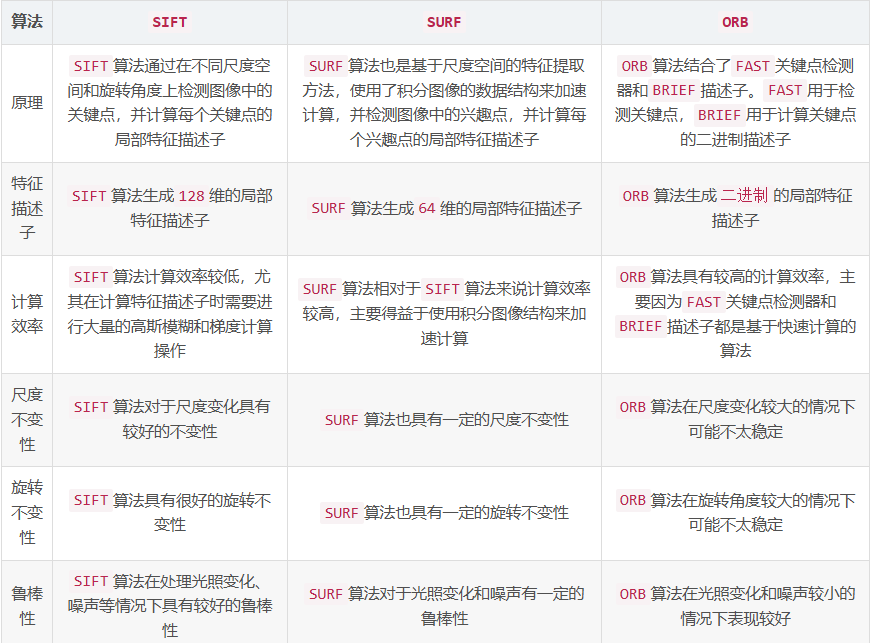 算法 SIFT SURF ORB
原理
SIFT 算法通过在不同尺度空
间和旋转角度上检测图像中的
关键点，并计算每个关键点的
局部特征描述子
SURF 算法也是基于尺度空间的特征提取
方法，使用了积分图像的数据结构来加速
计算，并检测图像中的兴趣点，并计算每
个兴趣点的局部特征描述子
ORB 算法结合了 FAST 关键点检测
器和 BRIEF 描述子。 FAST 用于检
测关键点， BRIEF 用于计算关键点
的二进制描述子
特征
描述
子
SIFT 算法生成 128 维的局部
特征描述子
SURF 算法生成 64 维的局部特征描述子
ORB 算法生成 二进制 的局部特征
描述子
计算
效率
SIFT 算法计算效率较低，尤
其在计算特征描述子时需要进
行大量的高斯模糊和梯度计算
操作
SURF 算法相对于 SIFT 算法来说计算效率
较高，主要得益于使用积分图像结构来加
速计算
ORB 算法具有较高的计算效率，主
要因为 FAST 关键点检测器和
BRIEF 描述子都是基于快速计算的
算法
尺度
不变
性
SIFT 算法对于尺度变化具有
较好的不变性
SURF 算法也具有一定的尺度不变性
ORB 算法在尺度变化较大的情况下
可能不太稳定
旋转
不变
性
SIFT 算法具有很好的旋转不
变性
SURF 算法也具有一定的旋转不变性
ORB 算法在旋转角度较大的情况下
可能不太稳定
鲁棒
性
SIFT 算法在处理光照变化、
噪声等情况下具有较好的鲁棒
性
SURF 算法对于光照变化和噪声有一定的
鲁棒性
ORB 算法在光照变化和噪声较小的
情况下表现较好